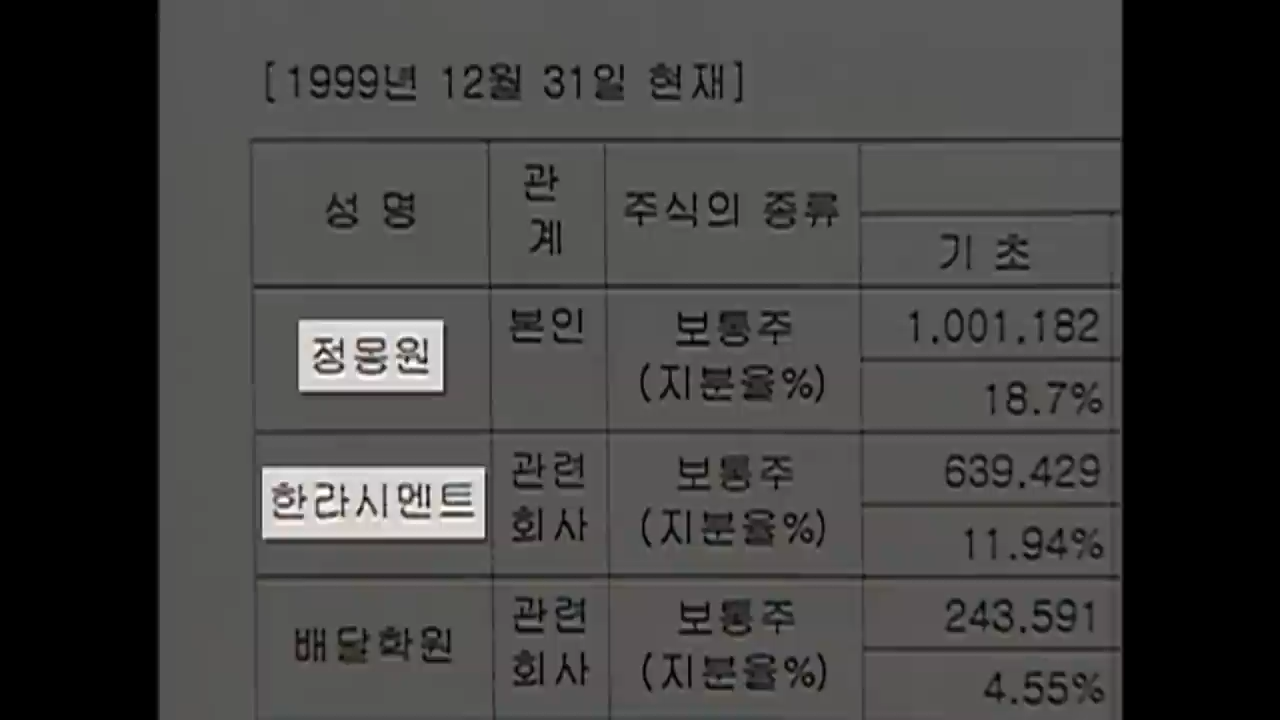 [1999년 12월 31일 현재]
성 명
관
계
주식의 종류
기 초
정몽원
본인
보통주
(지분율%)
1.001.182
18.7%
한라시멘트
관련
회사
보통주
(지분율%)
639.429
11.94%
배달학원
관련
회사
보통주
(지분율%)
243.591
4.55%